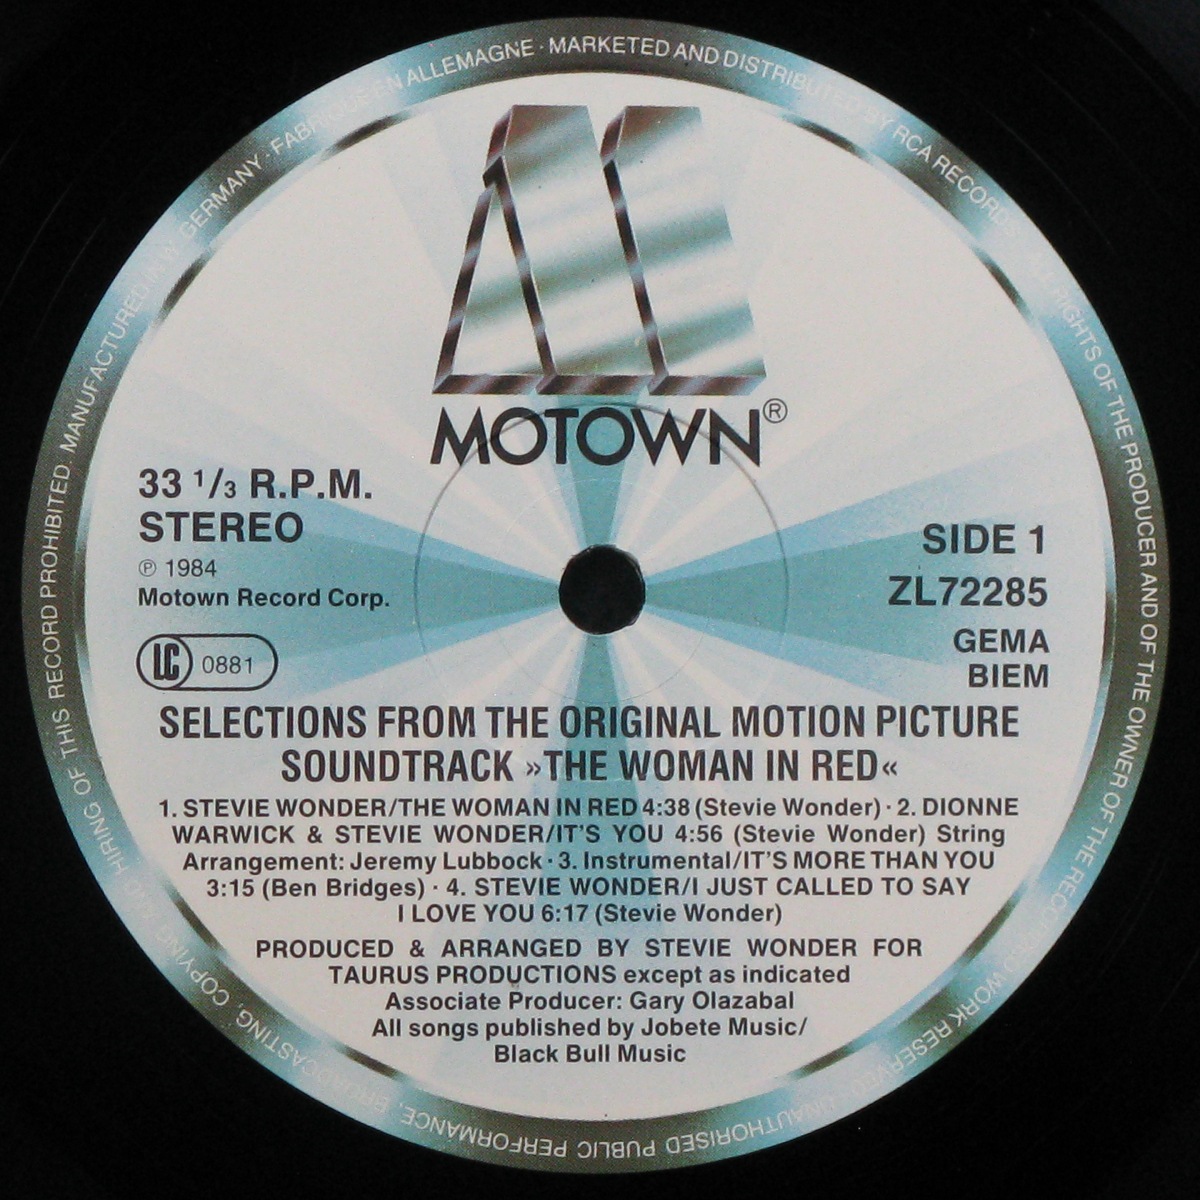 MANUFACTURED IN W. GERMANY · FABRIQUE EN ALLEMAGNE · MARKETED AND DISTRIBUTED BY RCA RECORDS · ALL RIGHTS OF THE PRODUCER AND OF THE OWNER OF THE RECORDED WORK RESERVED. UNAUTHORISED PUBLIC PERFORMANCE, BROADCASTING, COPYING AND HIRING OF THIS RECORD PROHIBITED.
MOTOWN®
33 1/3 R.P.M.
STEREO
℗ 1984
Motown Record Corp.
LC 0881
SIDE 1
ZL72285
GEMA
BIEM
SELECTIONS FROM THE ORIGINAL MOTION PICTURE
SOUNDTRACK »THE WOMAN IN RED«
1. STEVIE WONDER/THE WOMAN IN RED 4:38 (Stevie Wonder) · 2. DIONNE
WARWICK & STEVIE WONDER/IT'S YOU 4:56 (Stevie Wonder) String
Arrangement: Jeremy Lubbock · 3. Instrumental/IT'S MORE THAN YOU
3:15 (Ben Bridges) · 4. STEVIE WONDER/I JUST CALLED TO SAY
I LOVE YOU 6:17 (Stevie Wonder)
PRODUCED & ARRANGED BY STEVIE WONDER FOR
TAURUS PRODUCTIONS except as indicated
Associate Producer: Gary Olazabal
All songs published by Jobete Music/
Black Bull Music